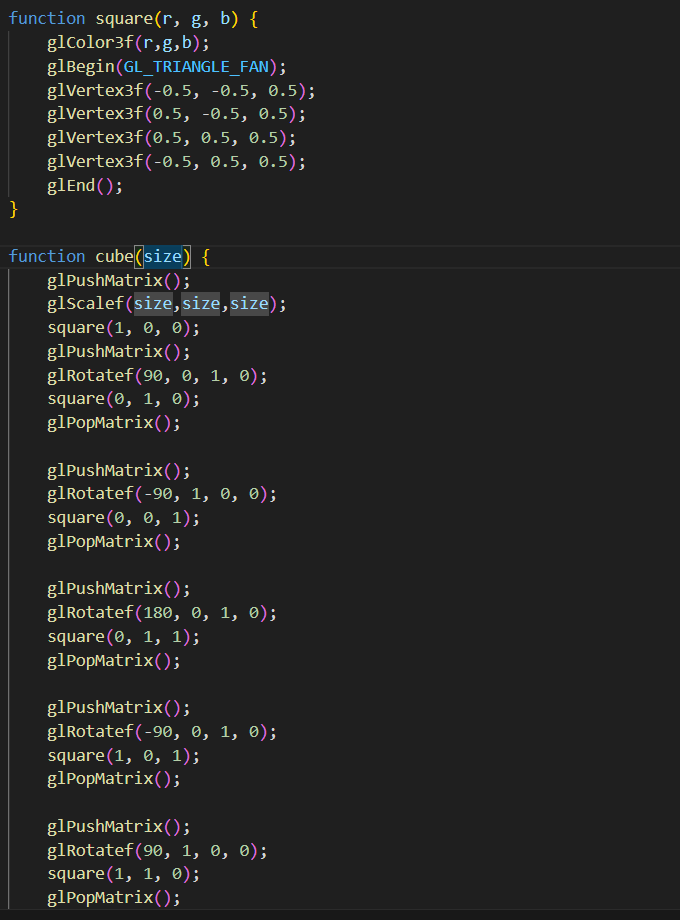 function square(r, g, b) {
    glColor3f(r,g,b);
    glBegin(GL_TRIANGLE_FAN);
    glVertex3f(-0.5, -0.5, 0.5);
    glVertex3f(0.5, -0.5, 0.5);
    glVertex3f(0.5, 0.5, 0.5);
    glVertex3f(-0.5, 0.5, 0.5);
    glEnd();
}

function cube(size) {
    glPushMatrix();
    glScalef(size,size,size);
    square(1, 0, 0);
    glPushMatrix();
    glRotatef(90, 0, 1, 0);
    square(0, 1, 0);
    glPopMatrix();

    glPushMatrix();
    glRotatef(-90, 1, 0, 0);
    square(0, 0, 1);
    glPopMatrix();

    glPushMatrix();
    glRotatef(180, 0, 1, 0);
    square(0, 1, 1);
    glPopMatrix();

    glPushMatrix();
    glRotatef(-90, 0, 1, 0);
    square(1, 0, 1);
    glPopMatrix();

    glPushMatrix();
    glRotatef(90, 1, 0, 0);
    square(1, 1, 0);
    glPopMatrix();